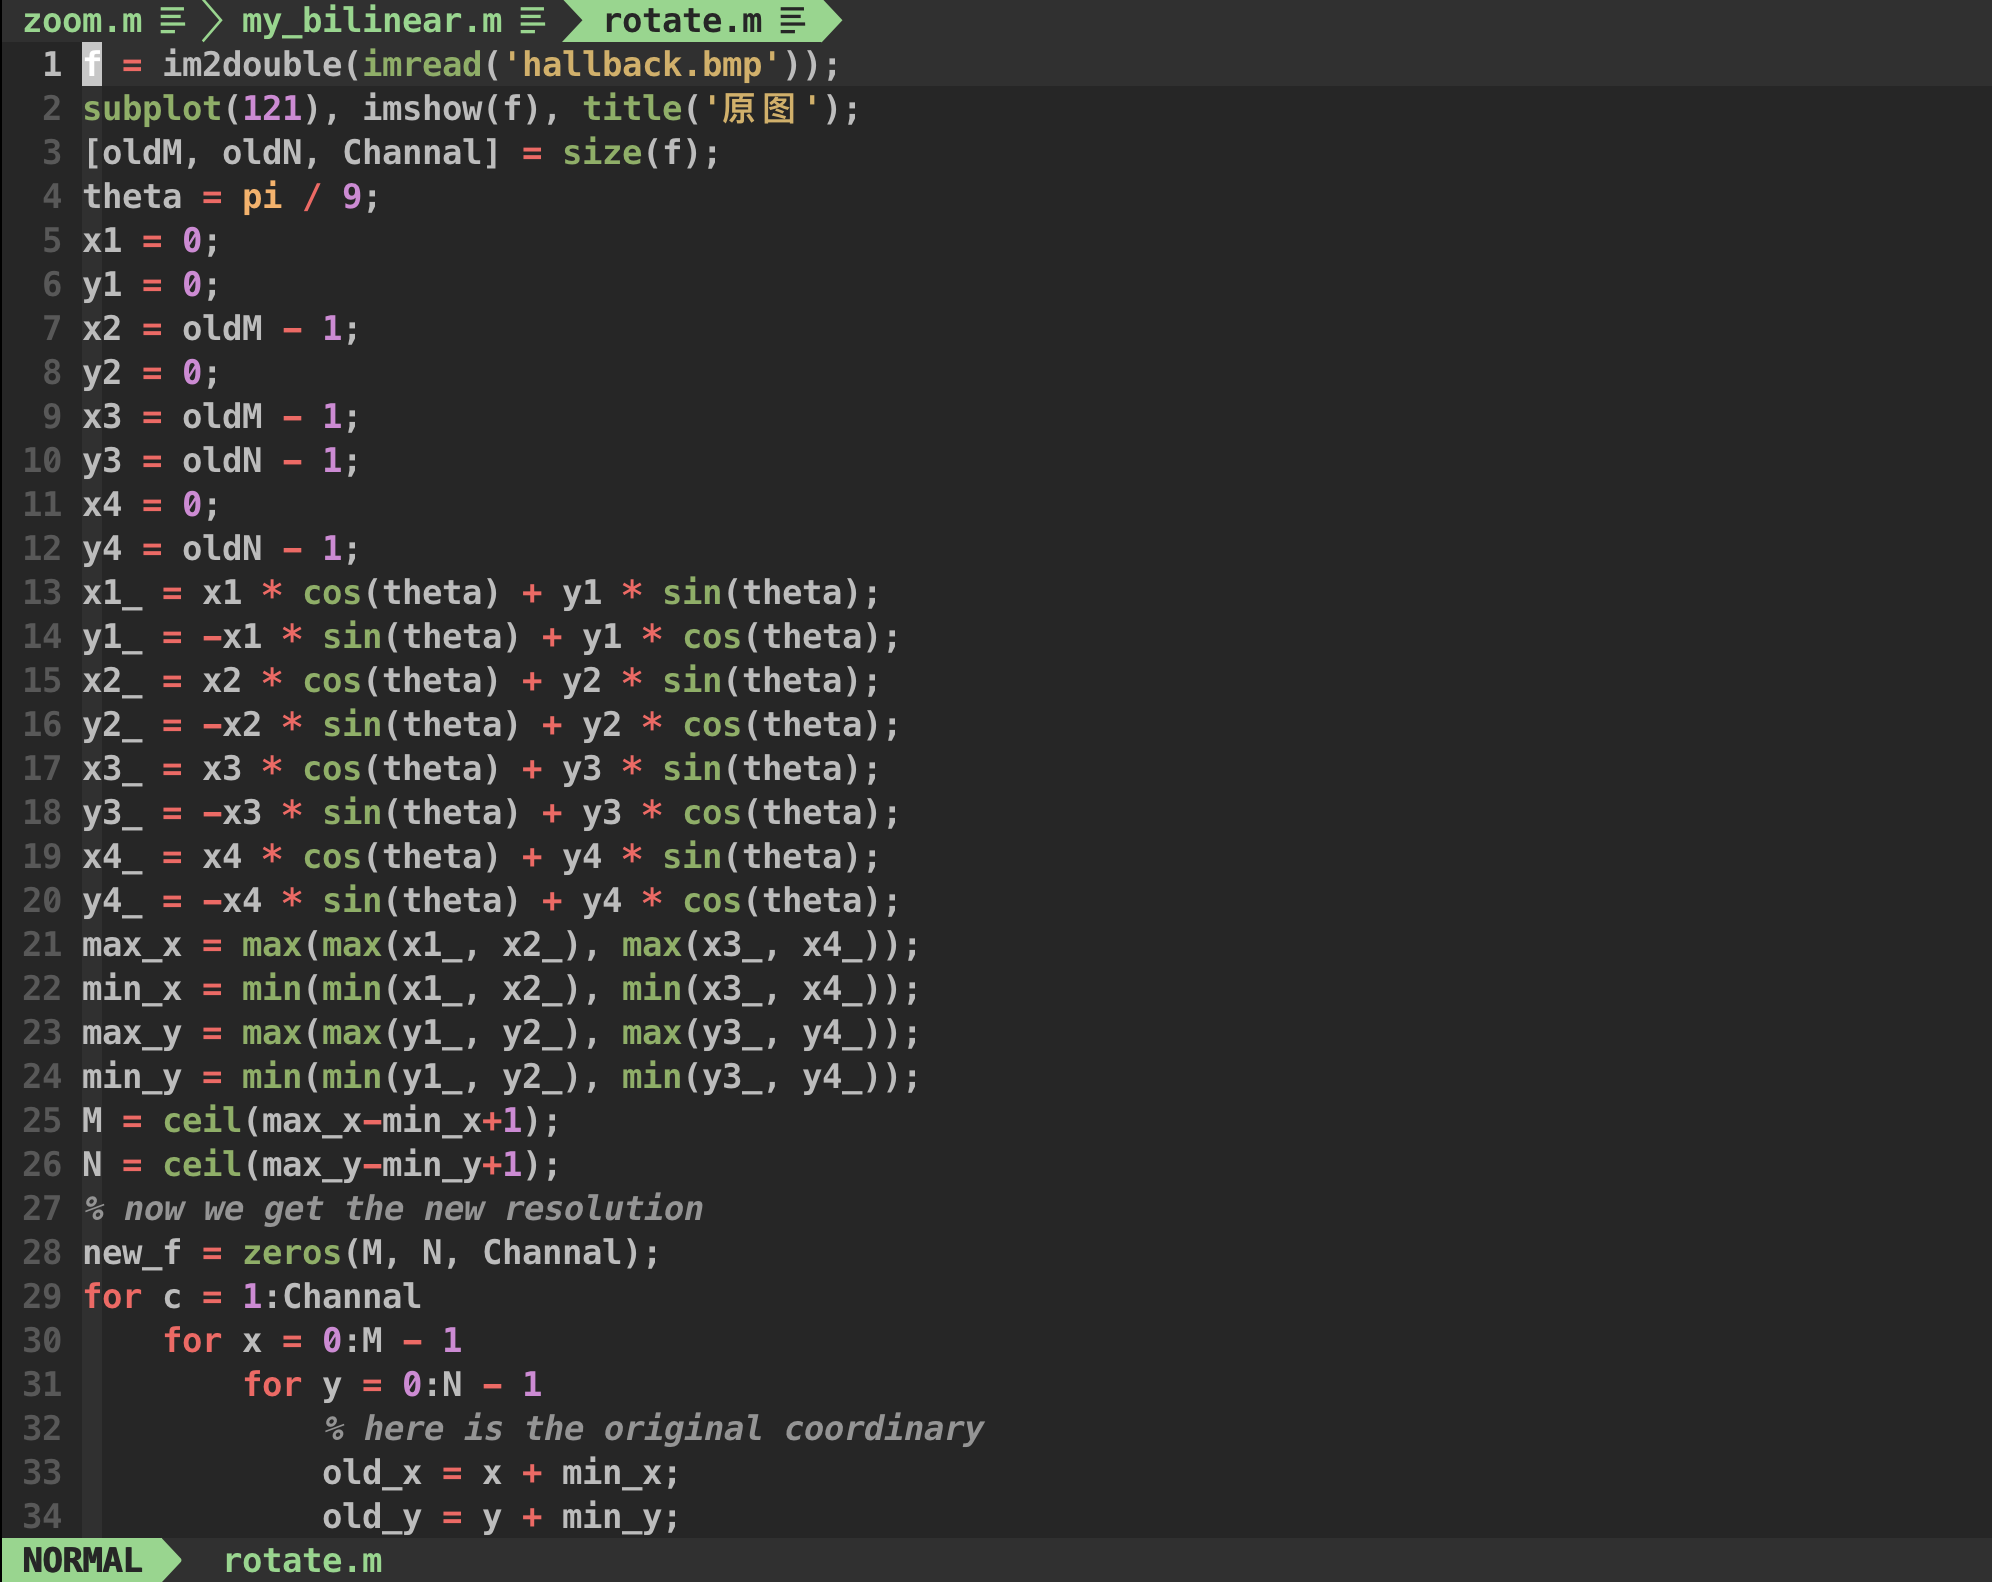 zoom.m my_bilinear.m rotate.m
1 f = im2double(imread('hallback.bmp'));
2 subplot(121), imshow(f), title('原图');
3 [oldM, oldN, Channal] = size(f);
4 theta = pi / 9;
5 x1 = 0;
6 y1 = 0;
7 x2 = oldM - 1;
8 y2 = 0;
9 x3 = oldM - 1;
10 y3 = oldN - 1;
11 x4 = 0;
12 y4 = oldN - 1;
13 x1_ = x1 * cos(theta) + y1 * sin(theta);
14 y1_ = -x1 * sin(theta) + y1 * cos(theta);
15 x2_ = x2 * cos(theta) + y2 * sin(theta);
16 y2_ = -x2 * sin(theta) + y2 * cos(theta);
17 x3_ = x3 * cos(theta) + y3 * sin(theta);
18 y3_ = -x3 * sin(theta) + y3 * cos(theta);
19 x4_ = x4 * cos(theta) + y4 * sin(theta);
20 y4_ = -x4 * sin(theta) + y4 * cos(theta);
21 max_x = max(max(x1_, x2_), max(x3_, x4_));
22 min_x = min(min(x1_, x2_), min(x3_, x4_));
23 max_y = max(max(y1_, y2_), max(y3_, y4_));
24 min_y = min(min(y1_, y2_), min(y3_, y4_));
25 M = ceil(max_x-min_x+1);
26 N = ceil(max_y-min_y+1);
27 % now we get the new resolution
28 new_f = zeros(M, N, Channal);
29 for c = 1:Channal
30     for x = 0:M - 1
31         for y = 0:N - 1
32             % here is the original coordinary
33             old_x = x + min_x;
34             old_y = y + min_y;
NORMAL rotate.m